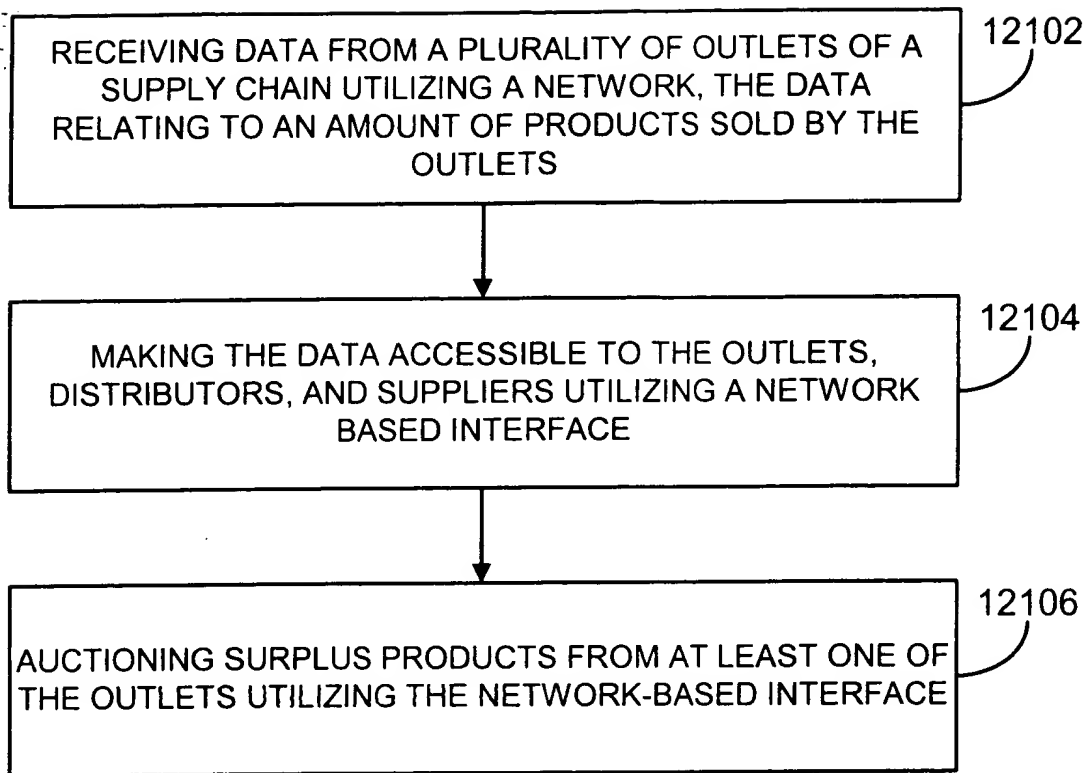 12102
RECEIVING DATA FROM A PLURALITY OF OUTLETS OF A
SUPPLY CHAIN UTILIZING A NETWORK, THE DATA
RELATING TO AN AMOUNT OF PRODUCTS SOLD BY THE
OUTLETS
12104
MAKING THE DATA ACCESSIBLE TO THE OUTLETS,
DISTRIBUTORS, AND SUPPLIERS UTILIZING A NETWORK
BASED INTERFACE
12106
AUCTIONING SURPLUS PRODUCTS FROM AT LEAST ONE OF
THE OUTLETS UTILIZING THE NETWORK-BASED INTERFACE